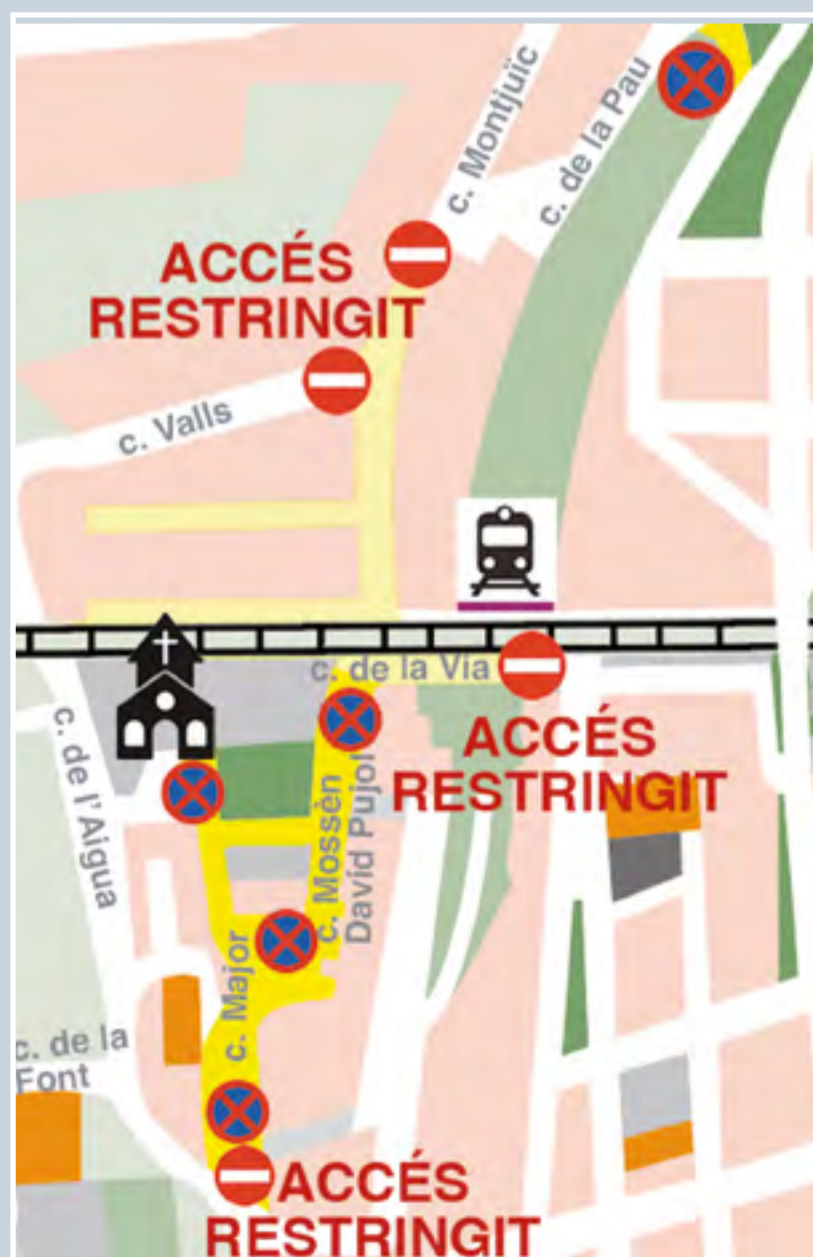 c. Montjuïc
c. de la Pau
ACCÉS
RESTRINGIT
c. Valls
c. de la Via
ACCÉS
RESTRINGIT
c. de l'Aigua
c. Mossèn
David Pujol
c. Major
c. de la
Font
ACCÉS
RESTRINGIT